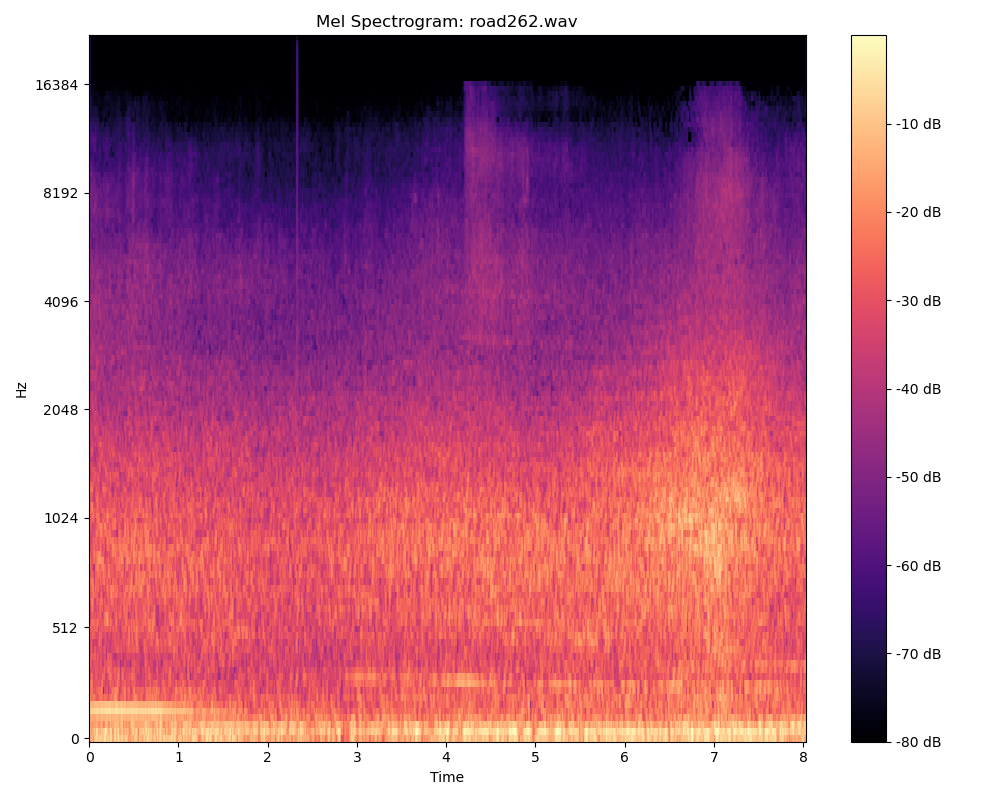 Mel Spectrogram: road262.wav
16384
8192
4096
2048
1024
512
0
Hz
0 1 2 3 4 5 6 7 8
Time
-10 dB
-20 dB
-30 dB
-40 dB
-50 dB
-60 dB
-70 dB
-80 dB